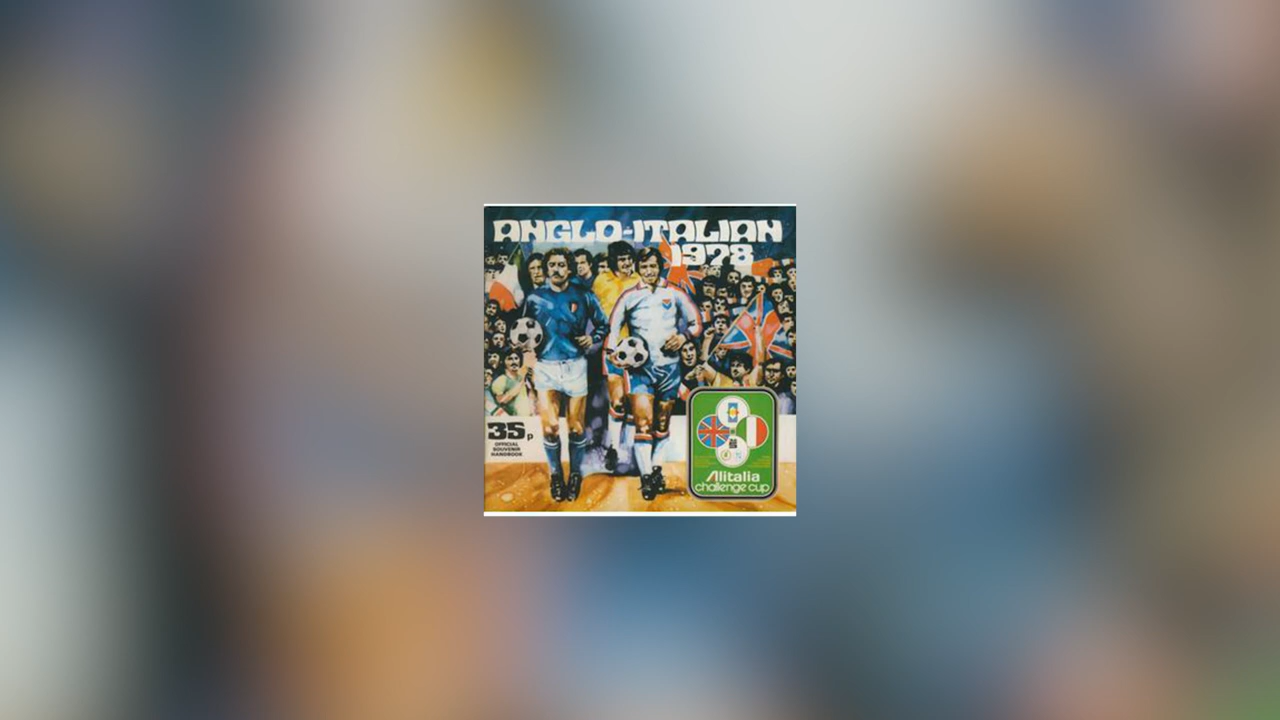 ANGLO-ITALIAN
1978
35p
OFFICIAL
SOUVENIR
HANDBOOK
Alitalia
challenge cup